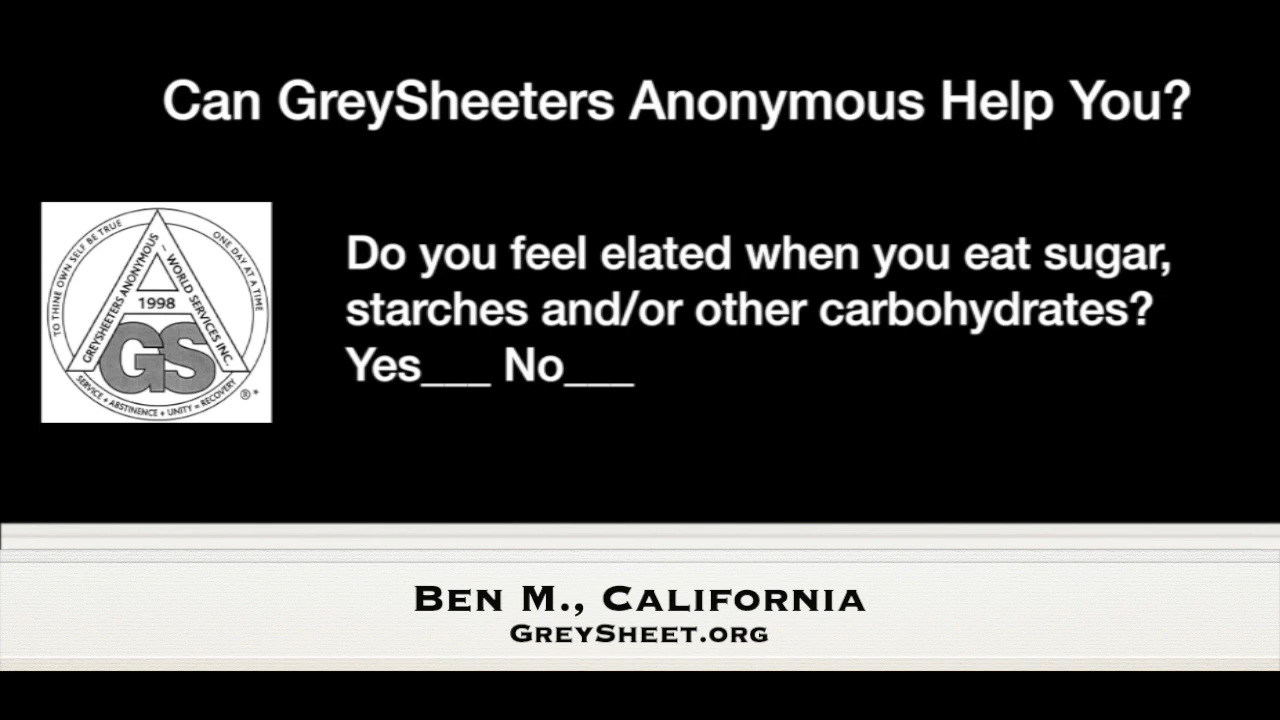 Can GreySheeters Anonymous Help You?
TO THINE OWN SELF BE TRUE
ONE DAY AT A TIME
GREYSHEETERS ANONYMOUS – WORLD SERVICES INC.
1998
GS
SERVICE + ABSTINENCE + UNITY = RECOVERY
®*
Do you feel elated when you eat sugar,
starches and/or other carbohydrates?
Yes___ No___
BEN M., CALIFORNIA
GREYSHEET.ORG